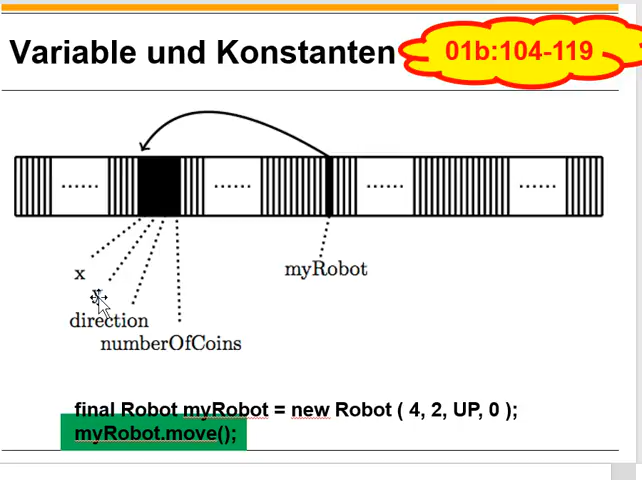 Variable und Konstanten
01b:104-119
...... ...... ...... ......
x
myRobot
y
direction
numberOfCoins
final Robot myRobot = new Robot ( 4, 2, UP, 0 );
myRobot.move();